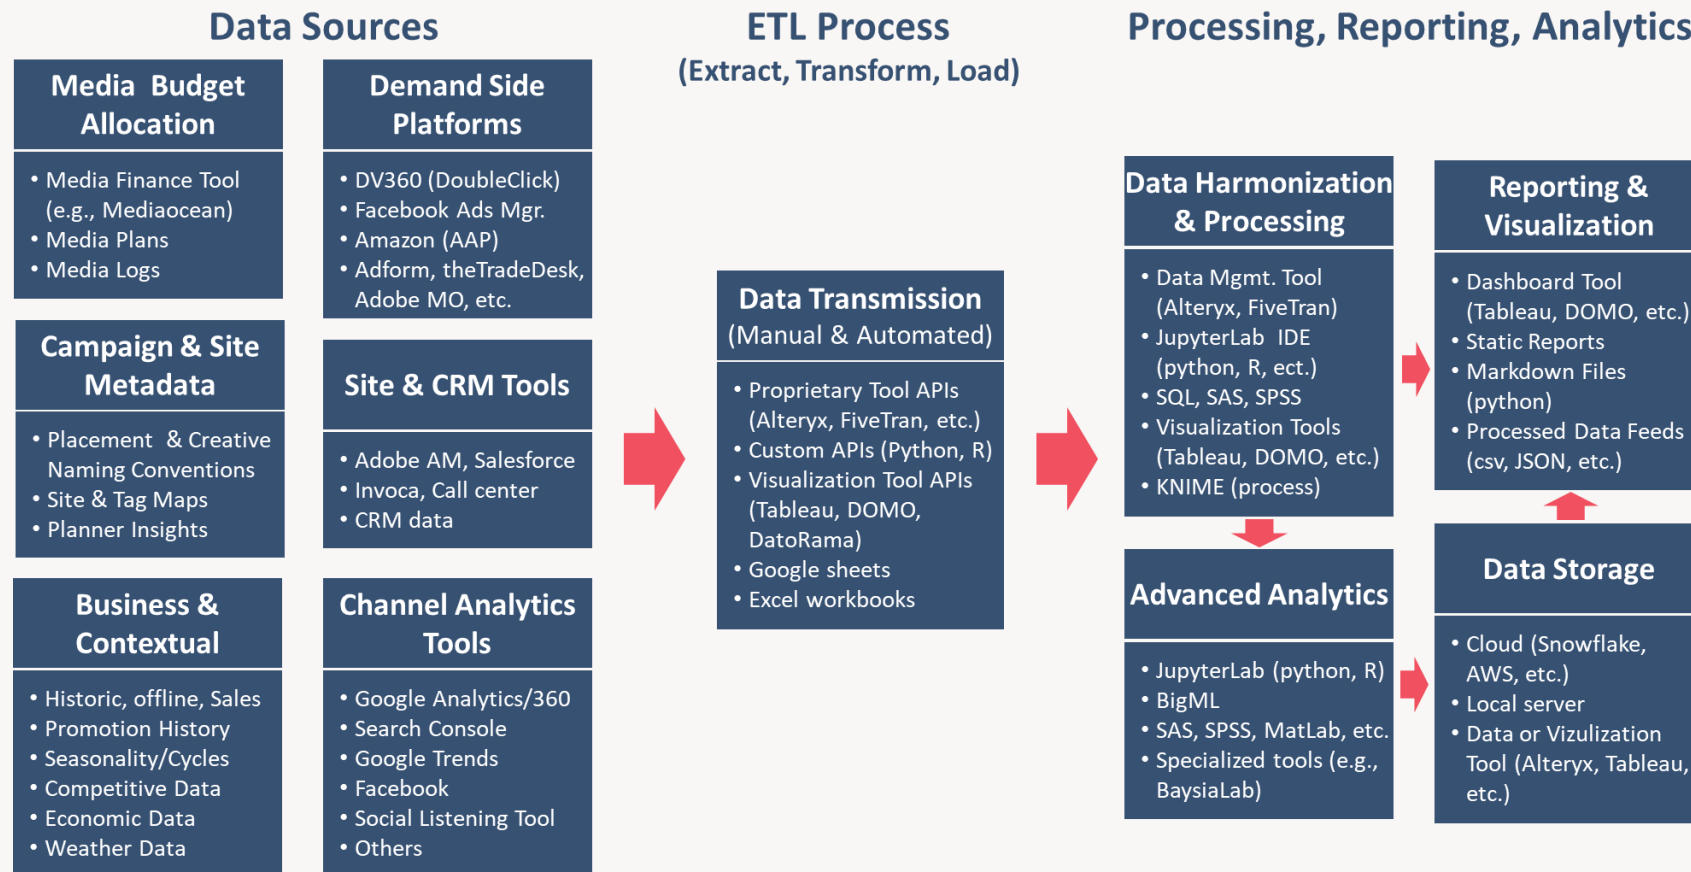 Data Sources
Media Budget
Allocation
• Media Finance Tool
(e.g., Mediaocean)
• Media Plans
• Media Logs
Demand Side
Platforms
• DV360 (DoubleClick)
• Facebook Ads Mgr.
• Amazon (AAP)
• Adform, theTradeDesk,
Adobe MO, etc.
Campaign & Site
Metadata
• Placement & Creative
Naming Conventions
• Site & Tag Maps
• Planner Insights
Site & CRM Tools
• Adobe AM, Salesforce
• Invoca, Call center
• CRM data
Business &
Contextual
• Historic, offline, Sales
• Promotion History
• Seasonality/Cycles
• Competitive Data
• Economic Data
• Weather Data
Channel Analytics
Tools
• Google Analytics/360
• Search Console
• Google Trends
• Facebook
• Social Listening Tool
• Others
ETL Process
(Extract, Transform, Load)
Data Transmission
(Manual & Automated)
• Proprietary Tool APIs
(Alteryx, FiveTran, etc.)
• Custom APIs (Python, R)
• Visualization Tool APIs
(Tableau, DOMO,
DatoRama)
• Google sheets
• Excel workbooks
Processing, Reporting, Analytics
Data Harmonization
& Processing
• Data Mgmt. Tool
(Alteryx, FiveTran)
• JupyterLab IDE
(python, R, ect.)
• SQL, SAS, SPSS
• Visualization Tools
(Tableau, DOMO, etc.)
• KNIME (process)
Reporting &
Visualization
• Dashboard Tool
(Tableau, DOMO, etc.)
• Static Reports
• Markdown Files
(python)
• Processed Data Feeds
(csv, JSON, etc.)
Advanced Analytics
• JupyterLab (python, R)
• BigML
• SAS, SPSS, MatLab, etc.
• Specialized tools (e.g.,
BaysiaLab)
Data Storage
• Cloud (Snowflake,
AWS, etc.)
• Local server
• Data or Vizulization
Tool (Alteryx, Tableau,
etc.)